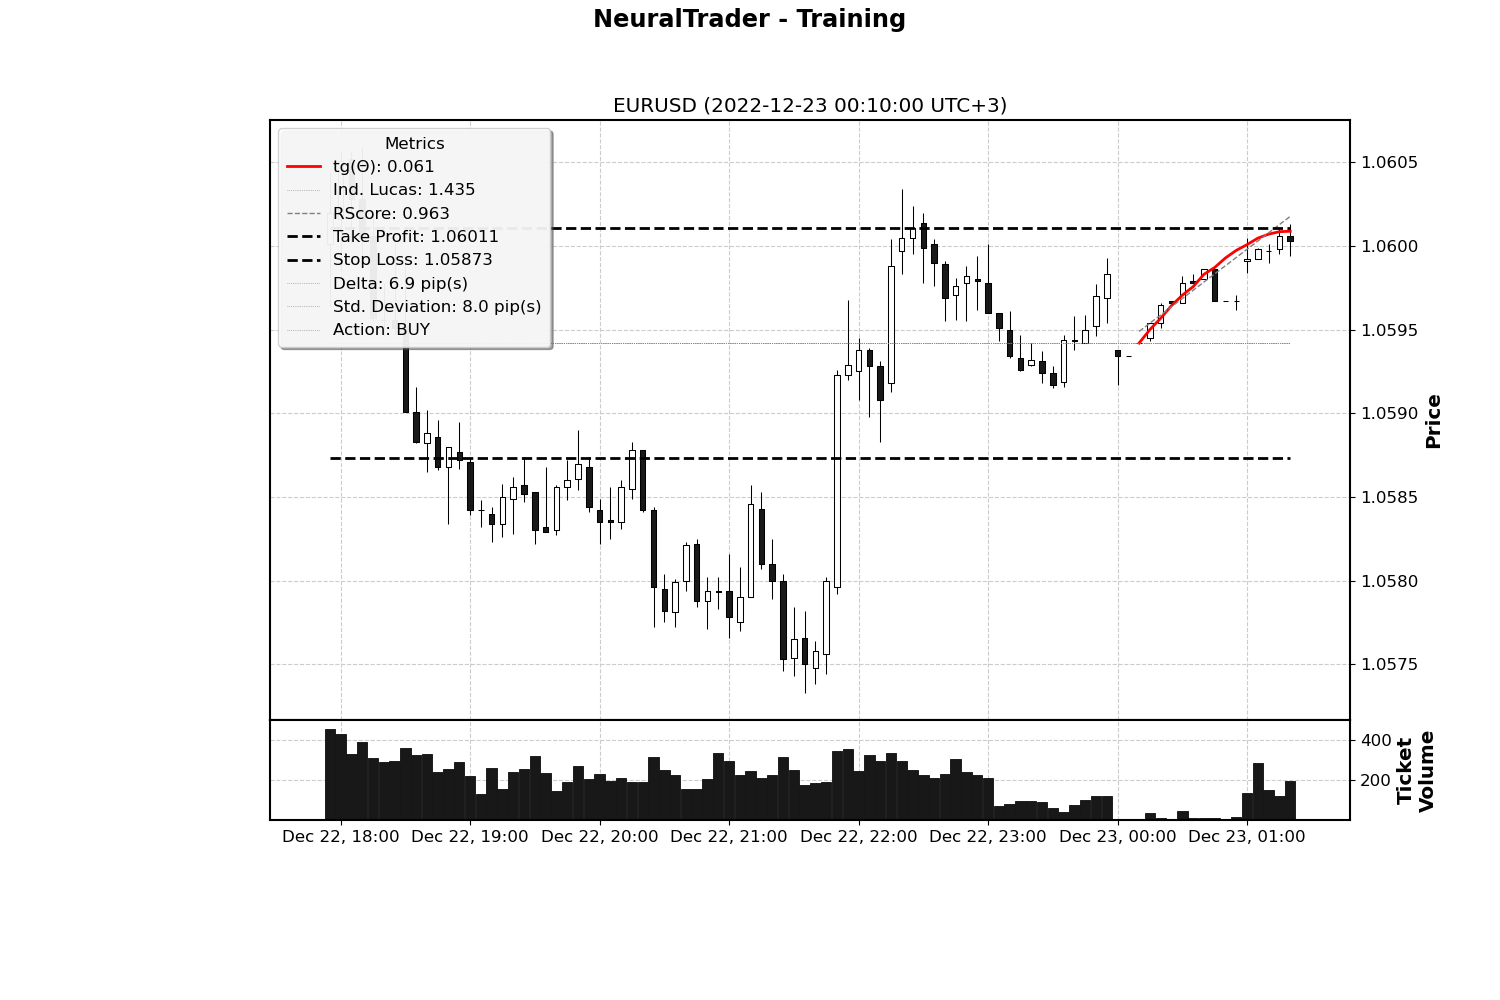 NeuralTrader - Training
EURUSD (2022-12-23 00:10:00 UTC+3)
Metrics
tg(Θ): 0.061
Ind. Lucas: 1.435
RScore: 0.963
Take Profit: 1.06011
Stop Loss: 1.05873
Delta: 6.9 pip(s)
Std. Deviation: 8.0 pip(s)
Action: BUY
1.0605
1.0600
1.0595
1.0590
1.0585
1.0580
1.0575
Price
400
200
Ticket
Volume
Dec 22, 18:00
Dec 22, 19:00
Dec 22, 20:00
Dec 22, 21:00
Dec 22, 22:00
Dec 22, 23:00
Dec 23, 00:00
Dec 23, 01:00